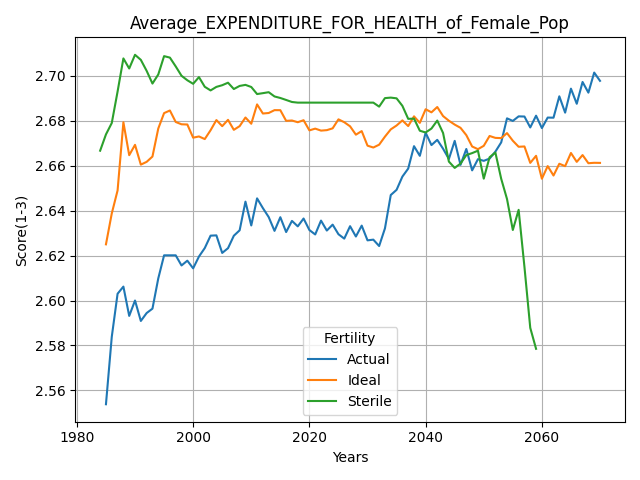 Average_EXPENDITURE_FOR_HEALTH_of_Female_Pop
Score(1-3)
2.70
2.68
2.66
2.64
2.62
2.60
2.58
2.56
Fertility
Actual
Ideal
Sterile
1980 2000 2020 2040 2060
Years